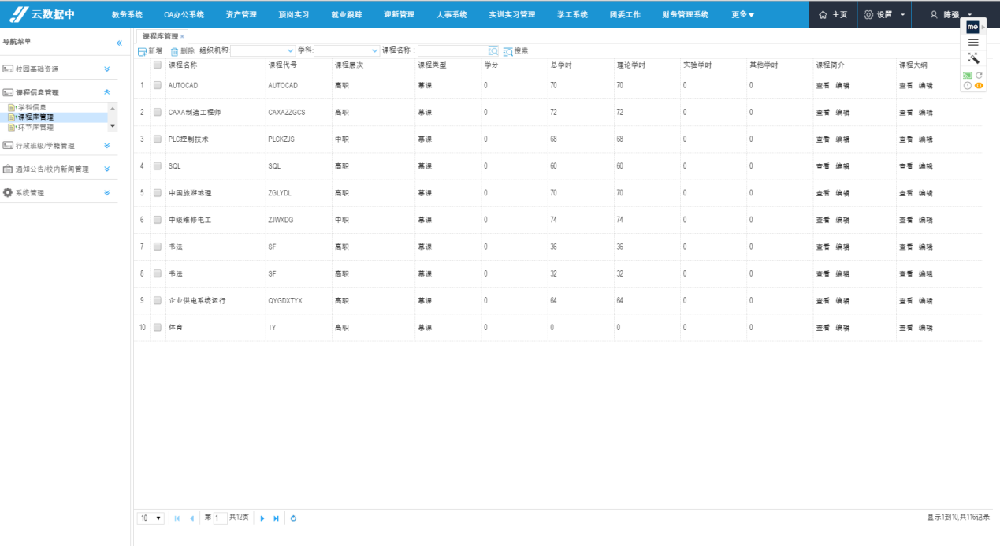 云数据中 教务系统 OA办公系统 资产管理 顶岗实习 就业跟踪 迎新管理 人事系统 实训实习管理 学工系统 团委工作 财务管理系统 更多 主页 设置 陈强
导航菜单
校园基础资源
课程信息管理
学科信息
课程库管理
环节库管理
行政班级/学籍管理
通知公告/校内新闻管理
系统管理
课程库管理 ×
新增 删除 组织机构: 学科: 课程名称: 搜索
课程名称 课程代号 课程层次 课程类型 学分 总学时 理论学时 实验学时 其他学时 课程简介 课程大纲
1 AUTOCAD AUTOCAD 高职 慕课 0 70 70 0 0 查看 编辑 查看 编辑
2 CAXA制造工程师 CAXAZZGCS 高职 慕课 0 72 72 0 0 查看 编辑 查看 编辑
3 PLC控制技术 PLCKZJS 中职 慕课 0 68 68 0 0 查看 编辑 查看 编辑
4 SQL SQL 高职 慕课 0 60 60 0 0 查看 编辑 查看 编辑
5 中国旅游地理 ZGLYDL 高职 慕课 0 70 70 0 0 查看 编辑 查看 编辑
6 中级维修电工 ZJWXDG 中职 慕课 0 74 74 0 0 查看 编辑 查看 编辑
7 书法 SF 高职 慕课 0 36 36 0 0 查看 编辑 查看 编辑
8 书法 SF 高职 慕课 0 32 32 0 0 查看 编辑 查看 编辑
9 企业供电系统运行 QYGDXTYX 高职 慕课 0 64 64 0 0 查看 编辑 查看 编辑
10 体育 TY 高职 慕课 0 0 0 0 0 查看 编辑 查看 编辑
10 第 1 共12页 显示1到10,共116记录
me